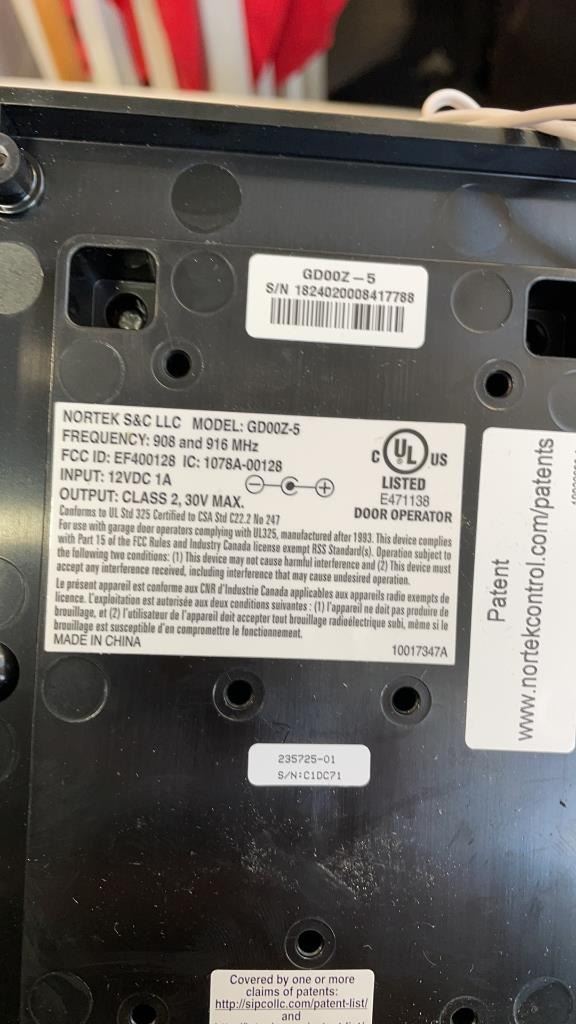 GD00Z-5
S/N 1824020008417788
NORTEK S&C LLC MODEL: GD00Z-5
FREQUENCY: 908 and 916 MHz
FCC ID: EF400128 IC: 1078A-00128
INPUT: 12VDC 1A
OUTPUT: CLASS 2, 30V MAX.
C UL US
LISTED
E471138
DOOR OPERATOR
Conforms to UL Std 325 Certified to CSA Std C22.2 No 247
For use with garage door operators complying with UL325, manufactured after 1993. This device complies
with Part 15 of the FCC Rules and Industry Canada license exempt RSS Standard(s). Operation subject to
the following two conditions: (1) This device may not cause harmful interference and (2) This device must
accept any interference received, including interference that may cause undesired operation.
Le présent appareil est conforme aux CNR d'Industrie Canada applicables aux appareils radio exempts de
licence. L'exploitation est autorisée aux deux conditions suivantes : (1) l'appareil ne doit pas produire de
brouillage, et (2) l'utilisateur de l'appareil doit accepter tout brouillage radioélectrique subi, même si le
brouillage est susceptible d'en compromettre le fonctionnement.
MADE IN CHINA
10017347A
Patent
www.nortekcontrol.com/patents
235725-01
S/N:C1DC71
Covered by one or more
claims of patents:
http://sipcollc.com/patent-list/
and